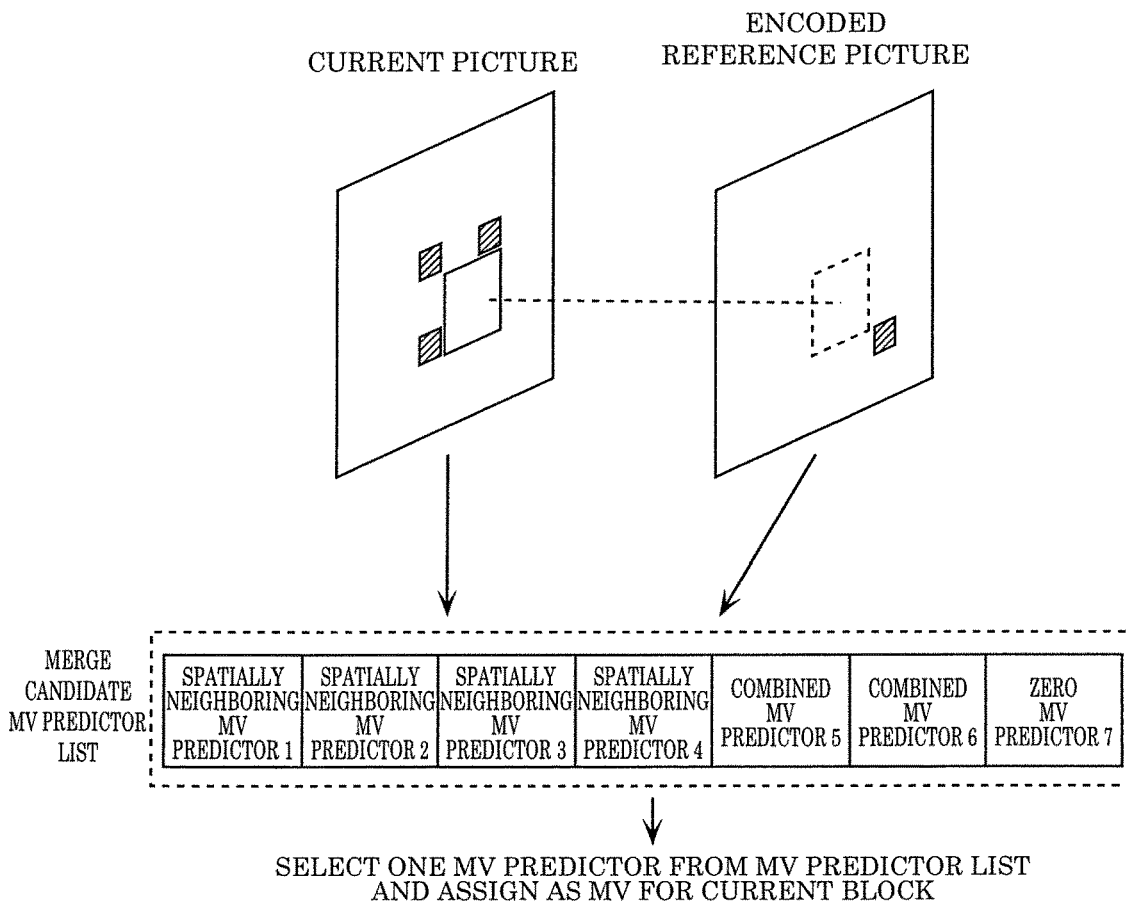 CURRENT PICTURE
ENCODED
REFERENCE PICTURE
MERGE
CANDIDATE
MV PREDICTOR
LIST
SPATIALLY
NEIGHBORING
MV
PREDICTOR 1
SPATIALLY
NEIGHBORING
MV
PREDICTOR 2
SPATIALLY
NEIGHBORING
MV
PREDICTOR 3
SPATIALLY
NEIGHBORING
MV
PREDICTOR 4
COMBINED
MV
PREDICTOR 5
COMBINED
MV
PREDICTOR 6
ZERO
MV
PREDICTOR 7
SELECT ONE MV PREDICTOR FROM MV PREDICTOR LIST
AND ASSIGN AS MV FOR CURRENT BLOCK